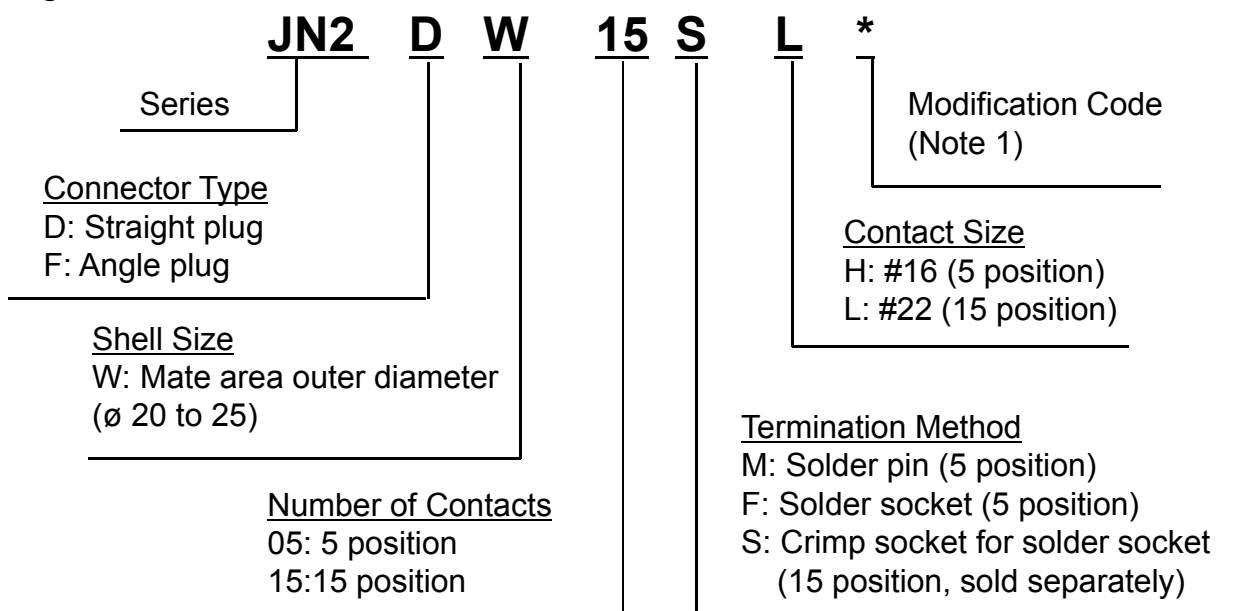 JN2 D W 15 S L *
Series
Modification Code
(Note 1)
Connector Type
D: Straight plug
F: Angle plug
Contact Size
H: #16 (5 position)
L: #22 (15 position)
Shell Size
W: Mate area outer diameter
(ø 20 to 25)
Termination Method
M: Solder pin (5 position)
F: Solder socket (5 position)
S: Crimp socket for solder socket
(15 position, sold separately)
Number of Contacts
05: 5 position
15:15 position